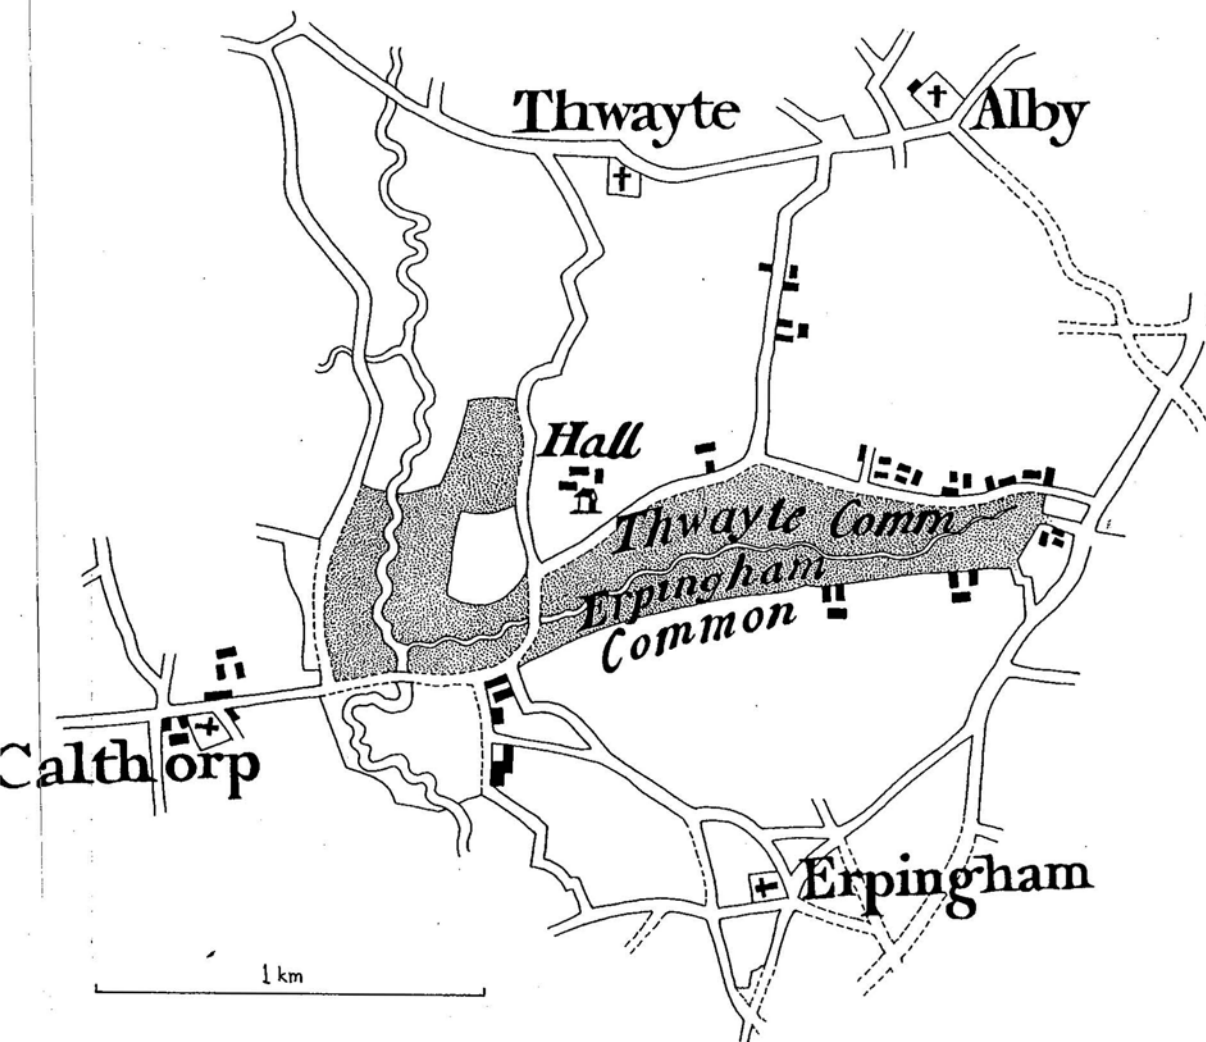 Thwayte
Alby
Hall
Thwayte Comm
Erpingham
Common
Calthorp
Erpingham
1 km